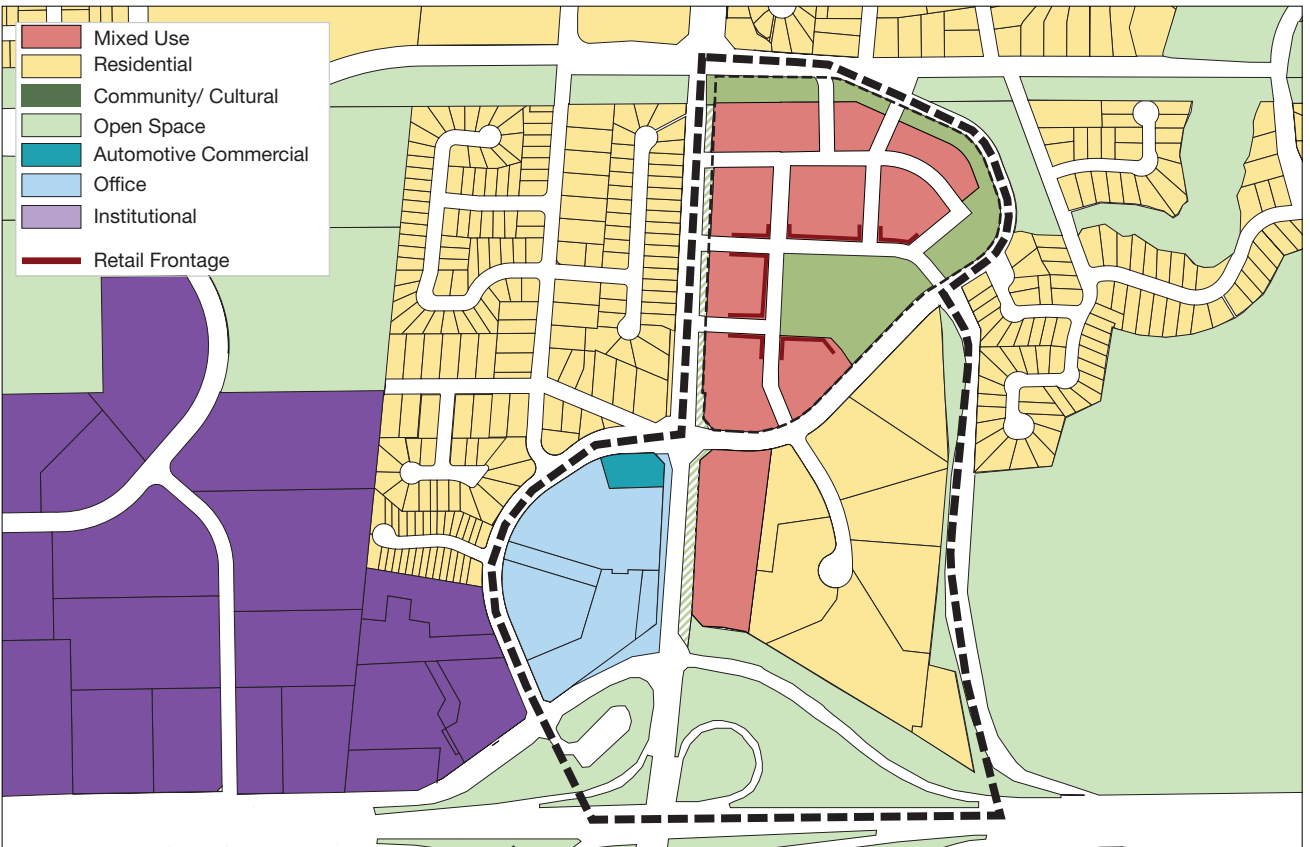 Mixed Use
Residential
Community/ Cultural
Open Space
Automotive Commercial
Office
Institutional
Retail Frontage